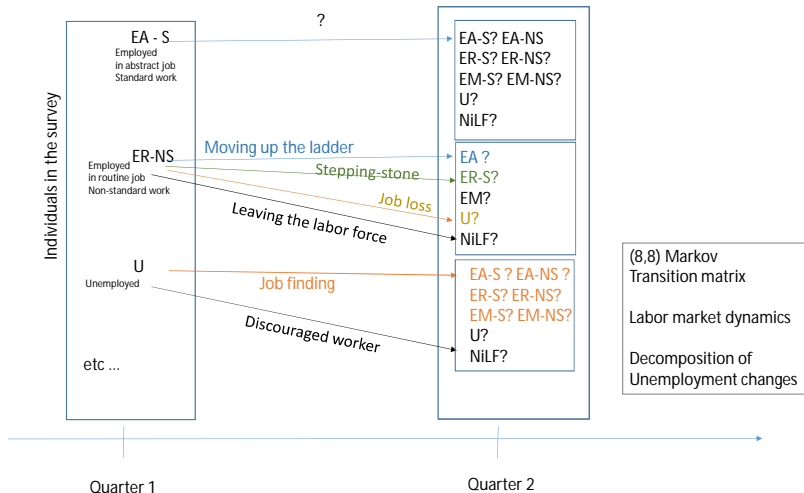 ?
Individuals in the survey
EA - S
Employed
in abstract job
Standard work
EA-S? EA-NS
ER-S? ER-NS?
EM-S? EM-NS?
U?
NiLF?
ER-NS
Employed
in routine job
Non-standard work
Moving up the ladder
Stepping-stone
Job loss
Leaving the labor force
EA ?
ER-S?
EM?
U?
NiLF?
U
Unemployed
Job finding
Discouraged worker
EA-S ? EA-NS ?
ER-S? ER-NS?
EM-S? EM-NS?
U?
NiLF?
etc ...
(8,8) Markov
Transition matrix
Labor market dynamics
Decomposition of
Unemployment changes
Quarter 1
Quarter 2